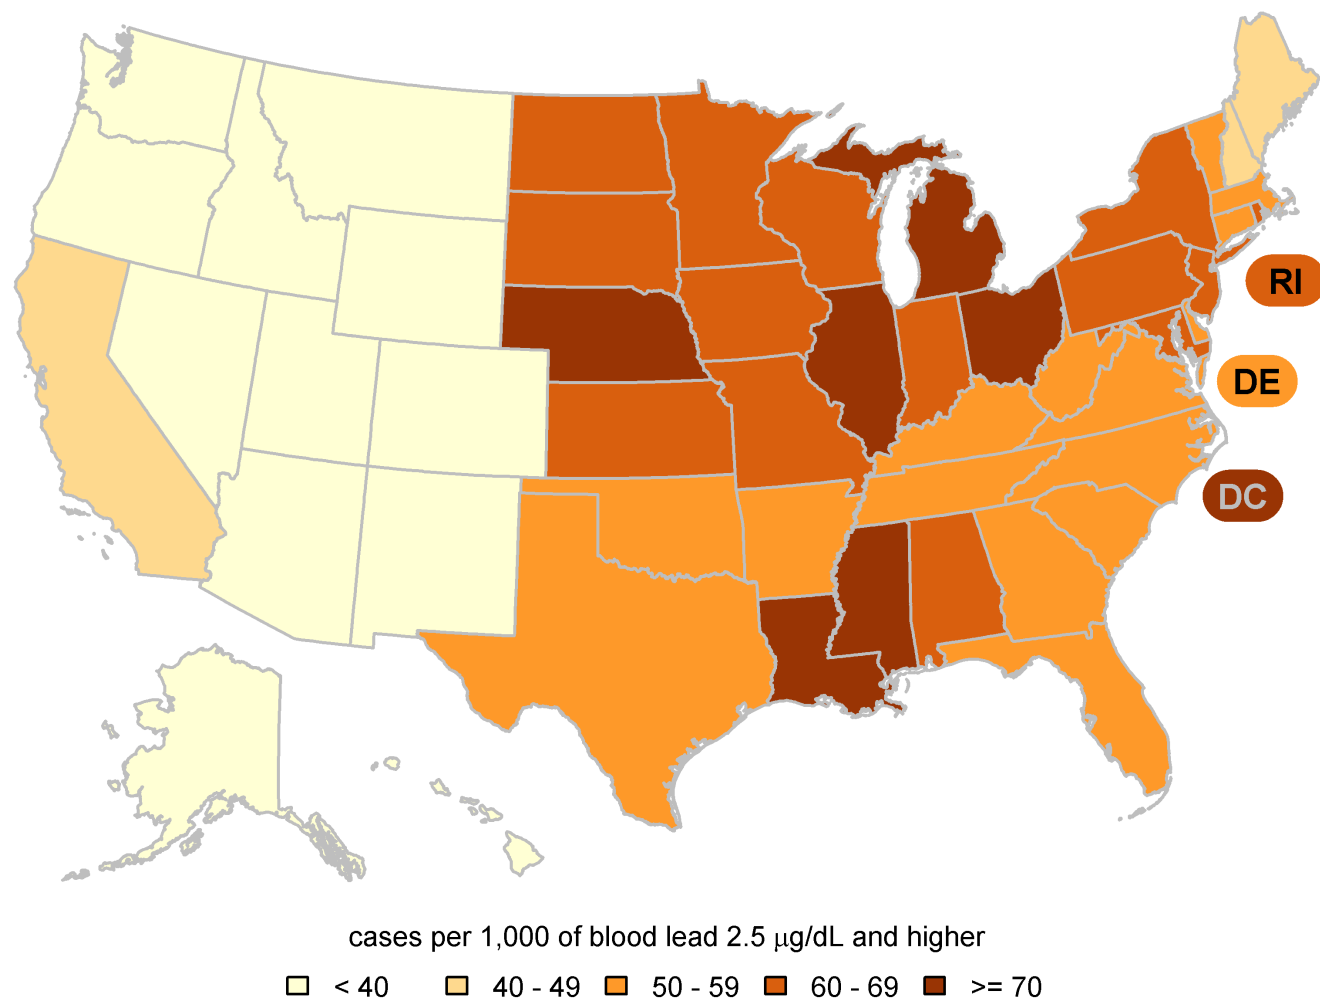 RI
DE
DC
cases per 1,000 of blood lead 2.5 μg/dL and higher
< 40 40 - 49 50 - 59 60 - 69 >= 70